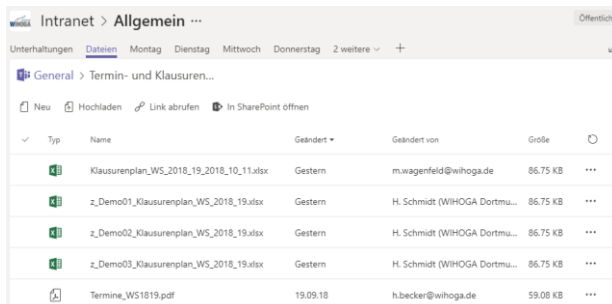 WIHOGA Intranet > Allgemein ···
Öffentlich
Unterhaltungen Dateien Montag Dienstag Mittwoch Donnerstag 2 weitere +
General > Termin- und Klausuren...
Neu Hochladen Link abrufen In SharePoint öffnen
Typ Name Geändert Geändert von Größe
Klausurenplan_WS_2018_19_2018_10_11.xlsx Gestern m.wagenfeld@wihoga.de 86.75 KB ···
z_Demo01_Klausurenplan_WS_2018_19.xlsx Gestern H. Schmidt (WIHOGA Dortmu... 86.75 KB ···
z_Demo02_Klausurenplan_WS_2018_19.xlsx Gestern H. Schmidt (WIHOGA Dortmu... 86.75 KB ···
z_Demo03_Klausurenplan_WS_2018_19.xlsx Gestern H. Schmidt (WIHOGA Dortmu... 86.75 KB ···
Termine_WS1819.pdf 19.09.18 h.becker@wihoga.de 59.08 KB ···